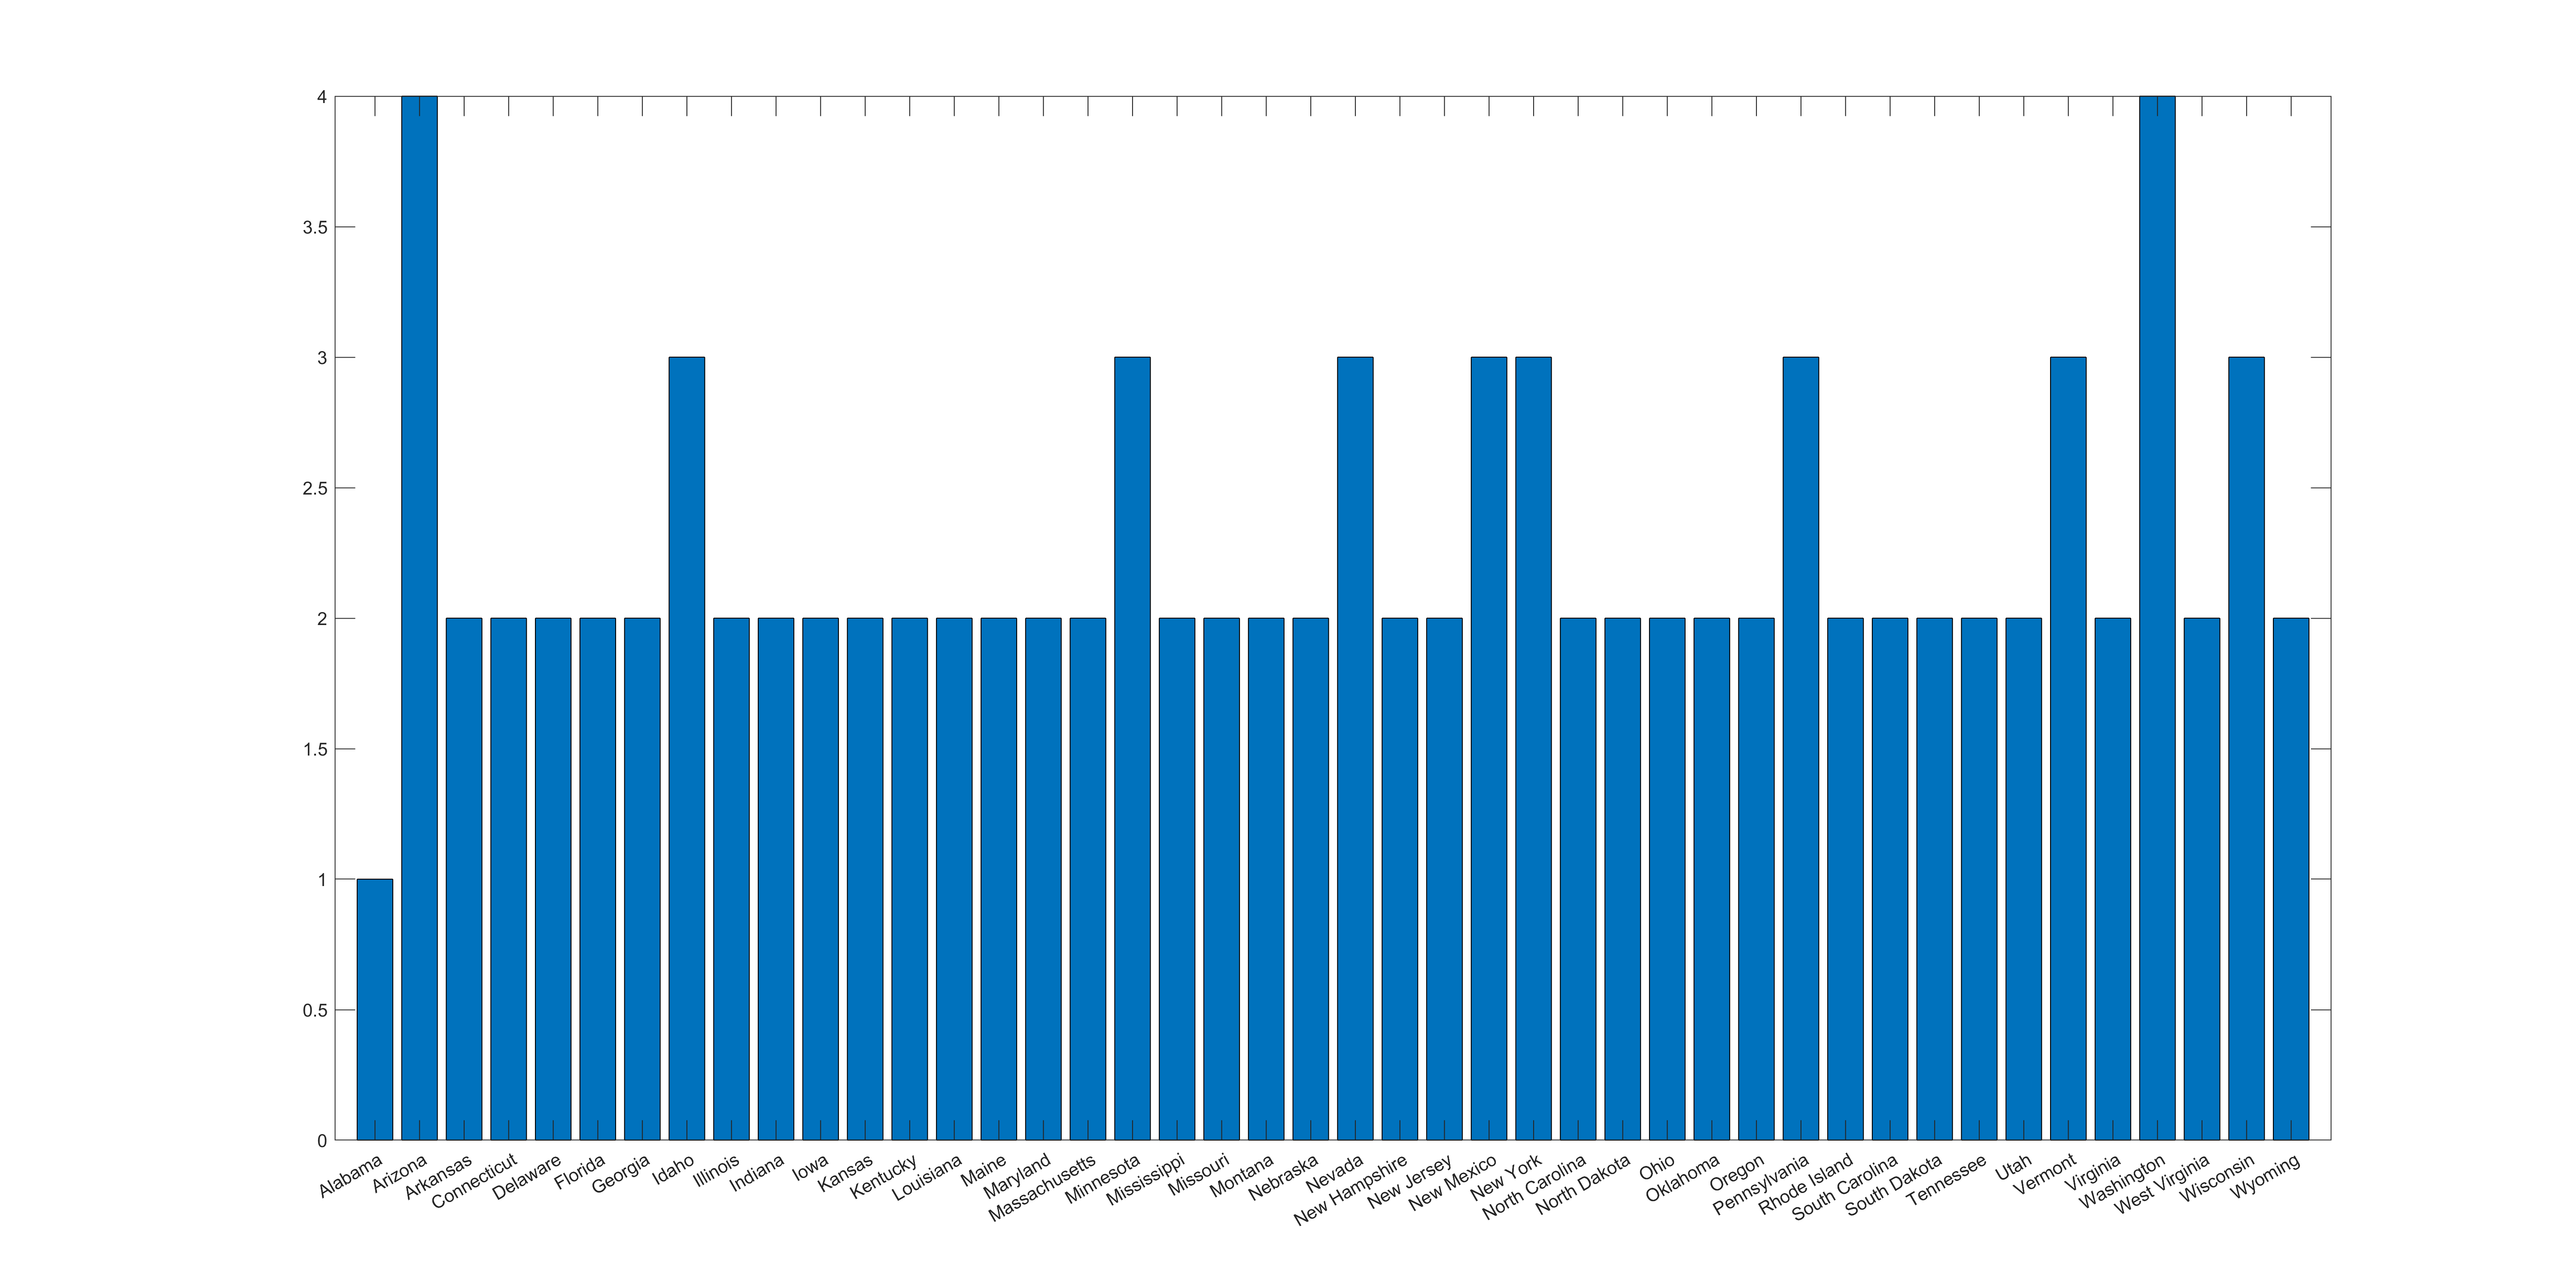 4
3.5
3
2.5
2
1.5
1
0.5
0
Alabama
Arizona
Arkansas
Connecticut
Delaware
Florida
Georgia
Idaho
Illinois
Indiana
Iowa
Kansas
Kentucky
Louisiana
Maine
Maryland
Massachusetts
Minnesota
Mississippi
Missouri
Montana
Nebraska
Nevada
New Hampshire
New Jersey
New Mexico
New York
North Carolina
North Dakota
Ohio
Oklahoma
Oregon
Pennsylvania
Rhode Island
South Carolina
South Dakota
Tennessee
Utah
Vermont
Virginia
Washington
West Virginia
Wisconsin
Wyoming